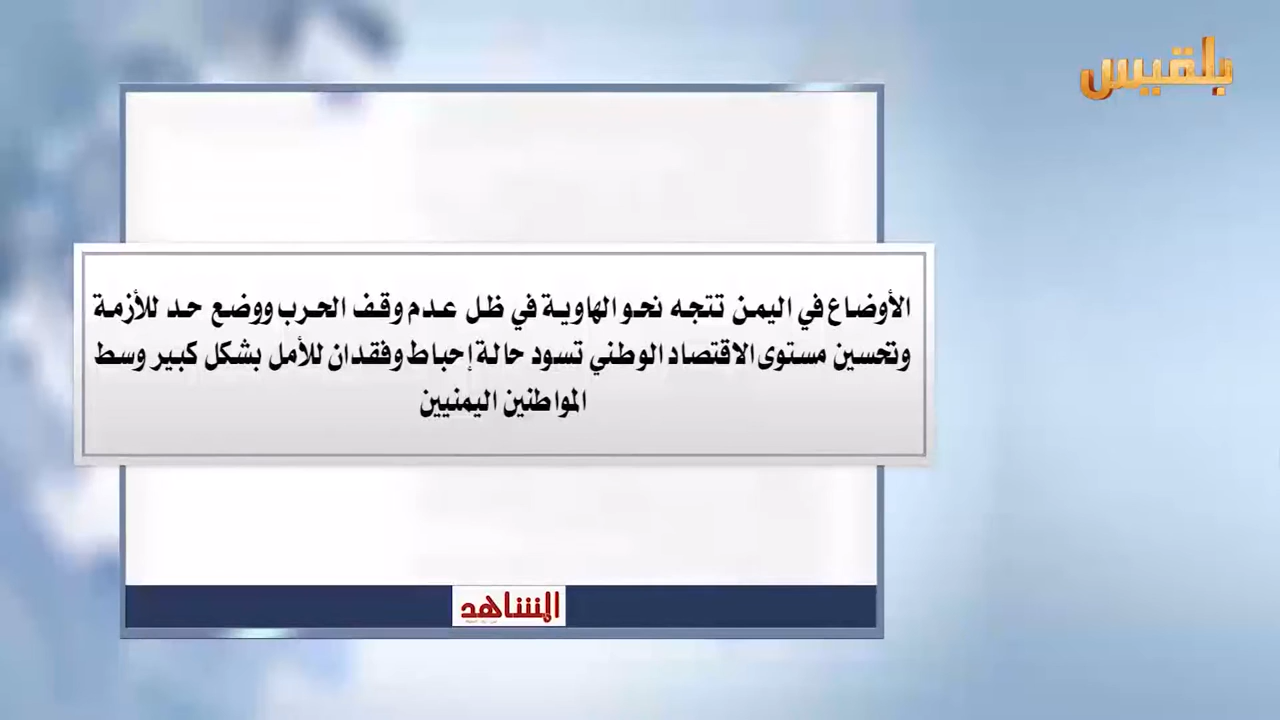 بلقيس
الأوضاع في اليمن تتجه نحو الهاوية في ظل عدم وقف الحرب ووضع حد للأزمة
وتحسين مستوى الاقتصاد الوطني تسود حالة إحباط وفقدان للأمل بشكل كبير وسط
المواطنين اليمنيين
المشاهد